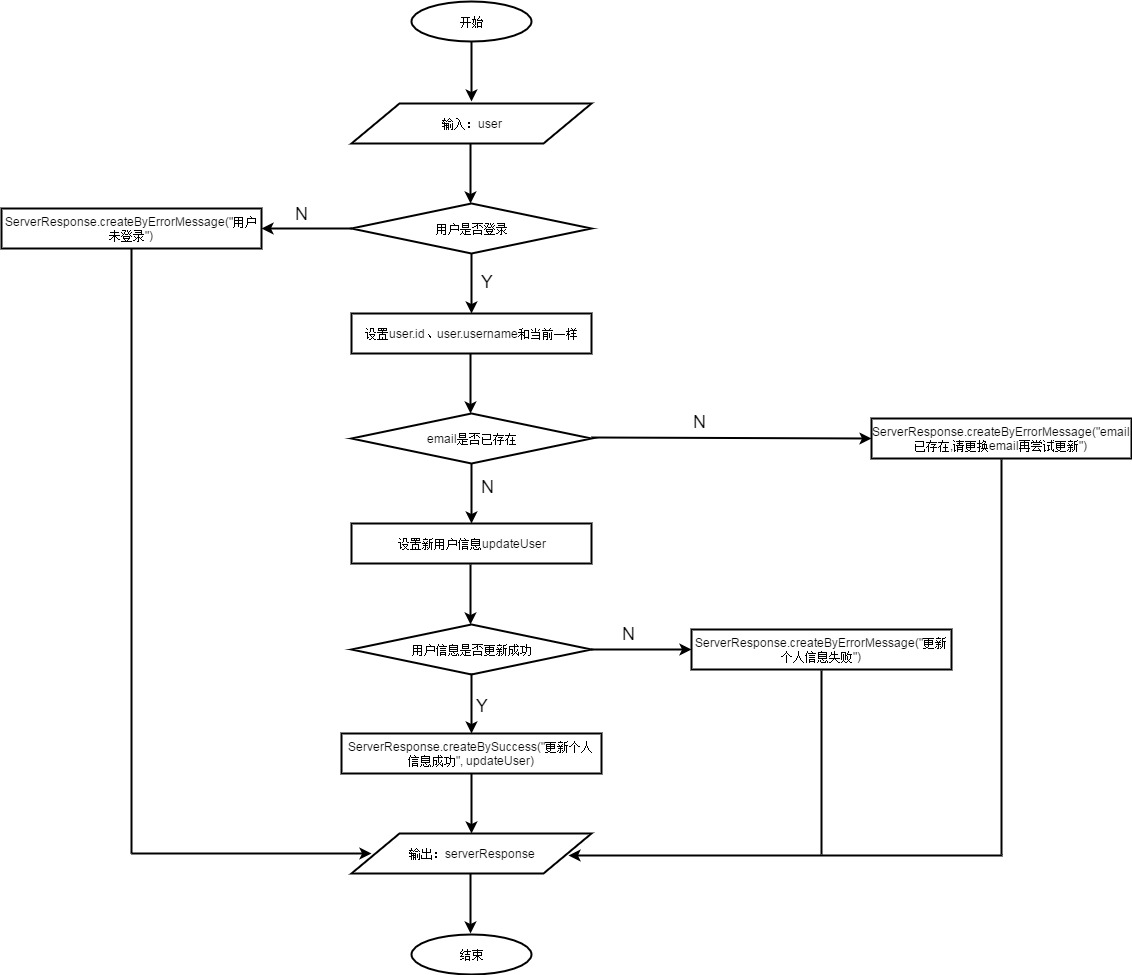 开始
输入：user
用户是否登录
N
ServerResponse.createByErrorMessage("用户
未登录")
Y
设置user.id、user.username和当前一样
email是否已存在
N
ServerResponse.createByErrorMessage("email
已存在,请更换email再尝试更新")
N
设置新用户信息updateUser
用户信息是否更新成功
N
ServerResponse.createByErrorMessage("更新
个人信息失败")
Y
ServerResponse.createBySuccess("更新个人
信息成功", updateUser)
输出：serverResponse
结束